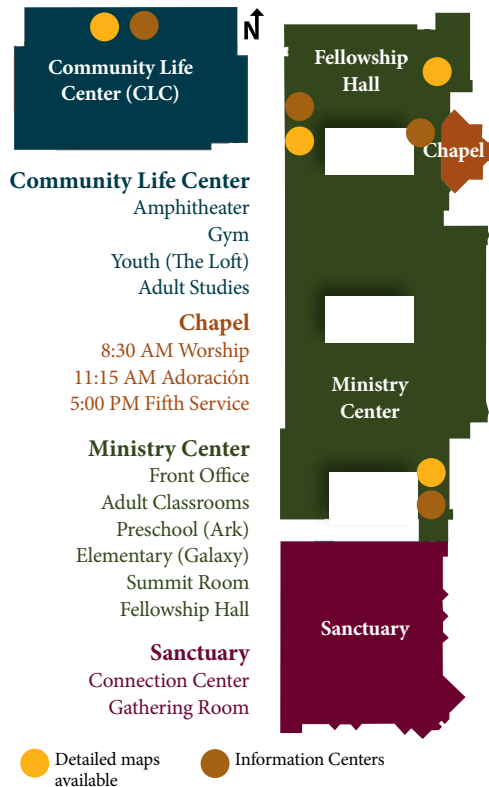 Community Life
Center (CLC)
N
Fellowship
Hall
Chapel
Ministry
Center
Sanctuary
Community Life Center
Amphitheater
Gym
Youth (The Loft)
Adult Studies
Chapel
8:30 AM Worship
11:15 AM Adoración
5:00 PM Fifth Service
Ministry Center
Front Office
Adult Classrooms
Preschool (Ark)
Elementary (Galaxy)
Summit Room
Fellowship Hall
Sanctuary
Connection Center
Gathering Room
Detailed maps
available
Information Centers